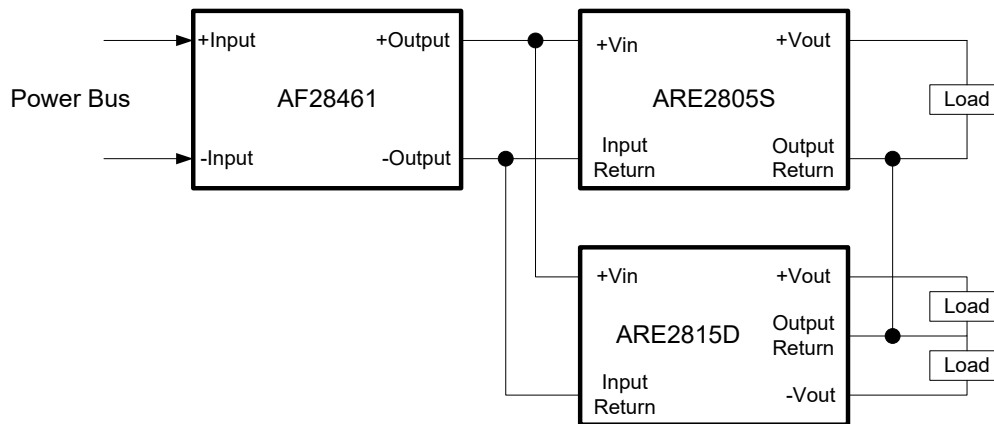 Power Bus
+Input
+Output
AF28461
-Input
-Output
+Vin
+Vout
ARE2805S
Input
Return
Output
Return
Load
+Vin
+Vout
ARE2815D
Output
Return
Input
Return
-Vout
Load
Load